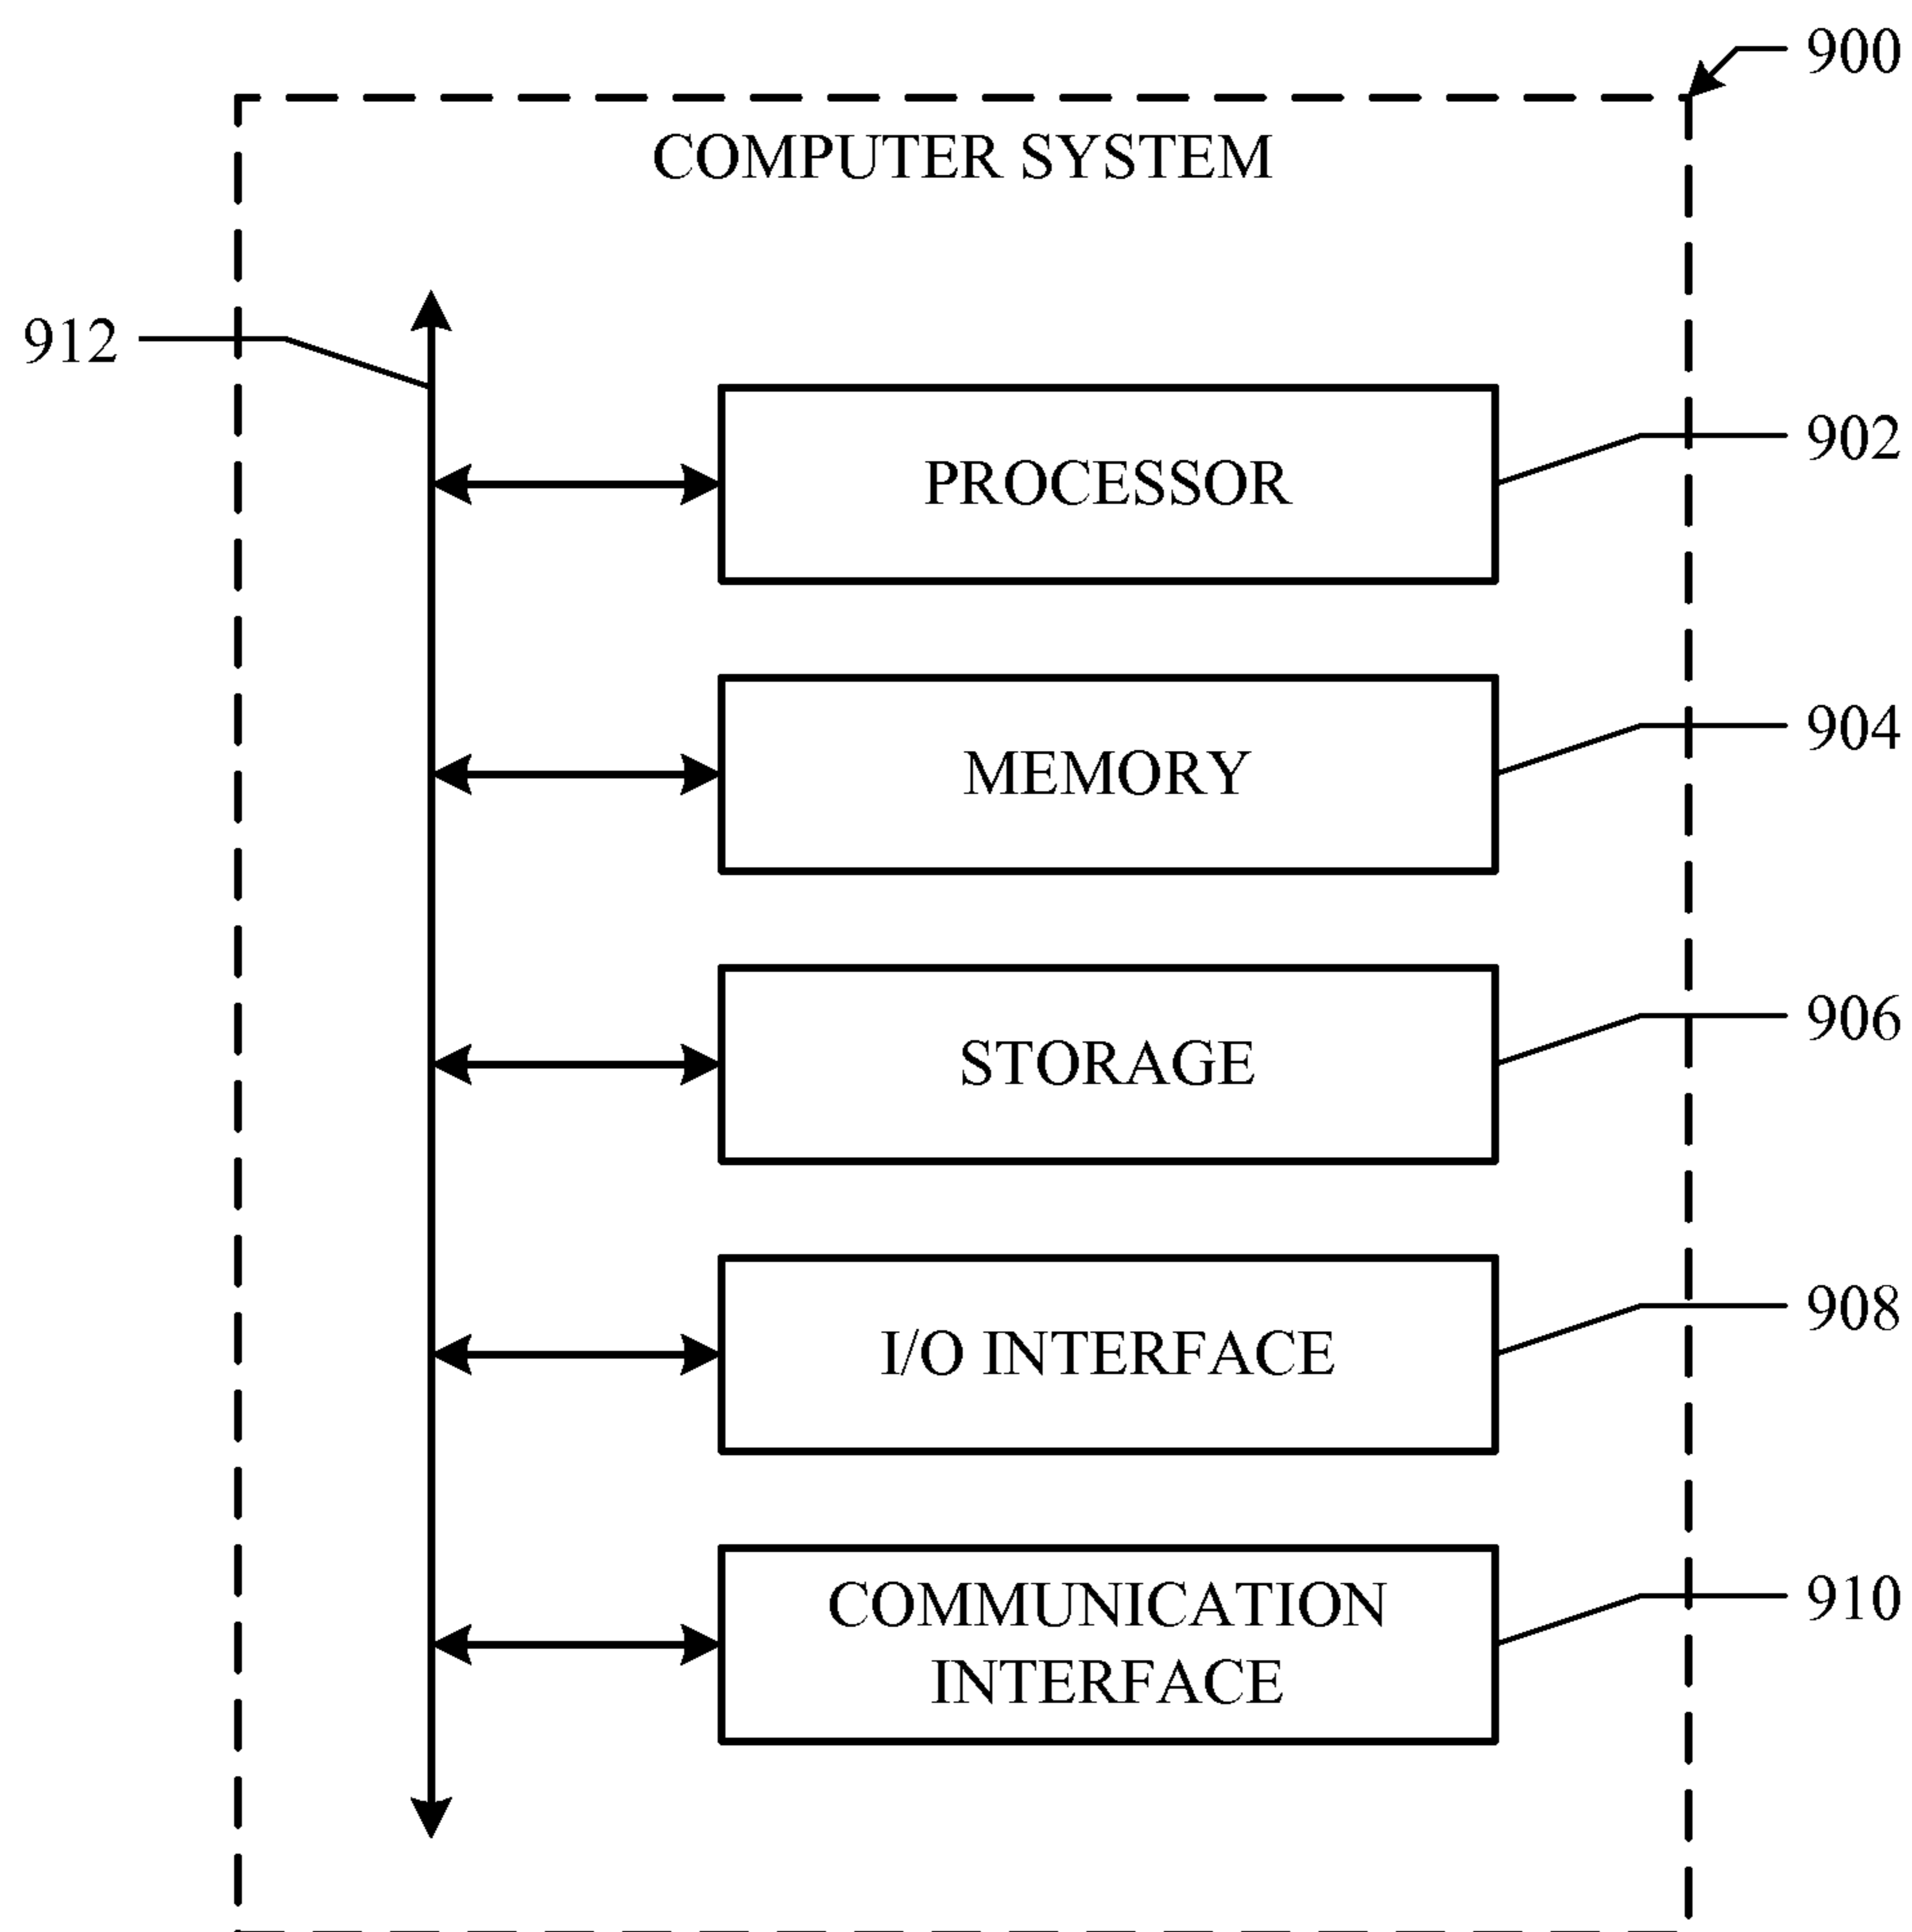 900
COMPUTER SYSTEM
912
PROCESSOR
902
MEMORY
904
STORAGE
906
I/O INTERFACE
908
COMMUNICATION
INTERFACE
910